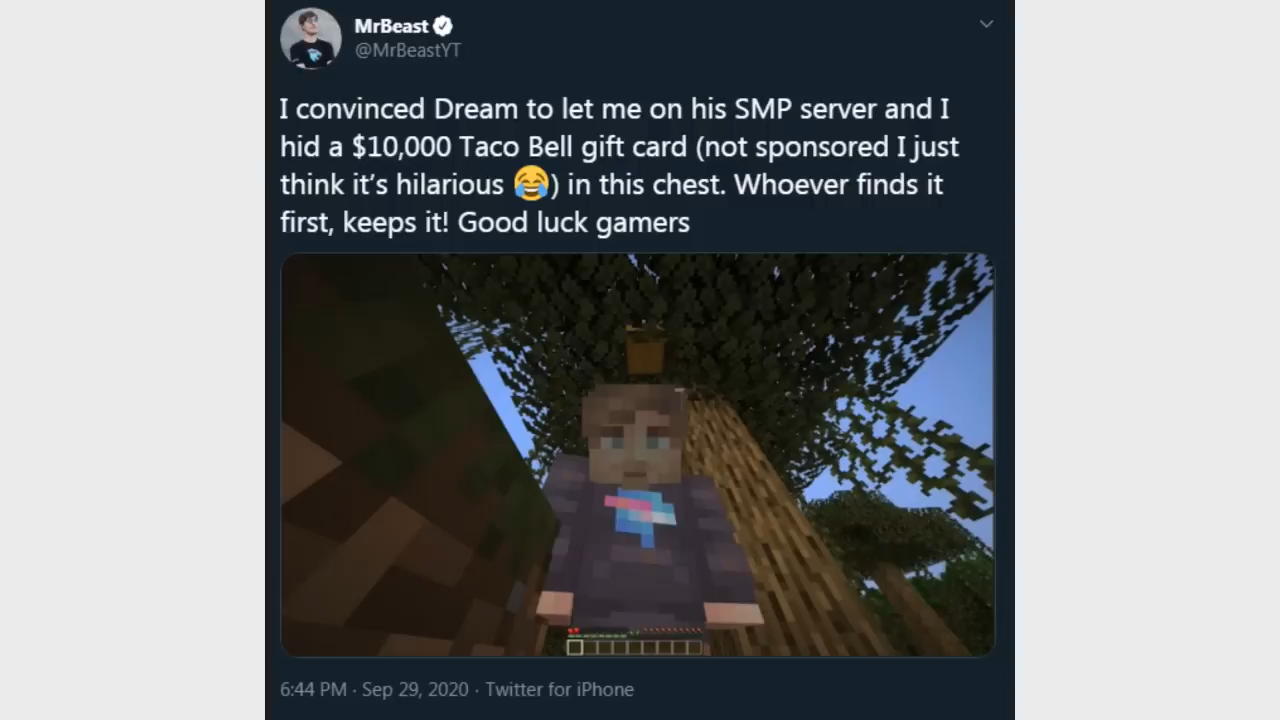 MrBeast
@MrBeastYT
I convinced Dream to let me on his SMP server and I
hid a $10,000 Taco Bell gift card (not sponsored I just
think it’s hilarious 😂) in this chest. Whoever finds it
first, keeps it! Good luck gamers
6:44 PM · Sep 29, 2020 · Twitter for iPhone